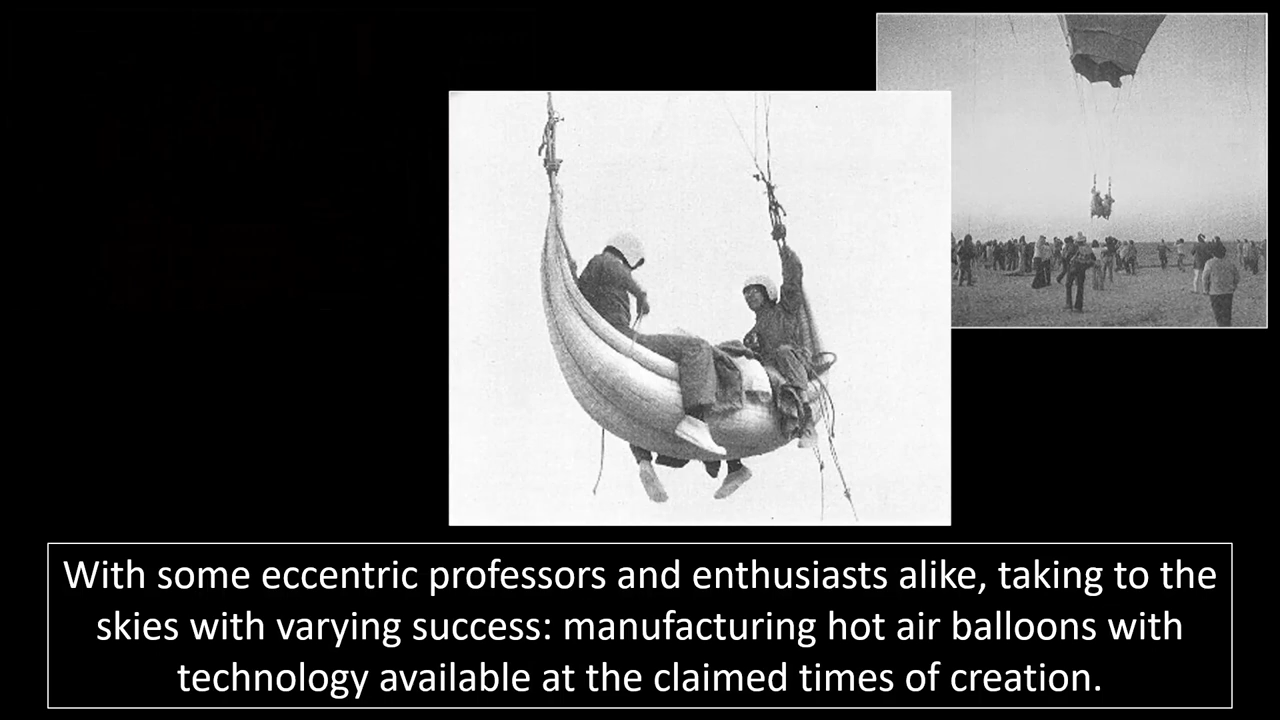 With some eccentric professors and enthusiasts alike, taking to the
skies with varying success: manufacturing hot air balloons with
technology available at the claimed times of creation.